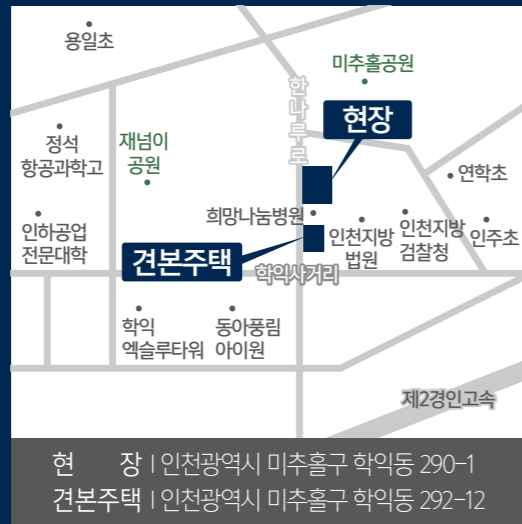 용일초
미추홀공원
한나루로
현장
정석
항공과학고
재넘이
공원
연학초
희망나눔병원
인하공업
전문대학
인천지방
법원
인천지방
검찰청
인주초
견본주택
학익사거리
학익
엑슬루타워
동아풍림
아이원
제2경인고속
현 장 | 인천광역시 미추홀구 학익동 290-1
견본주택 | 인천광역시 미추홀구 학익동 292-12